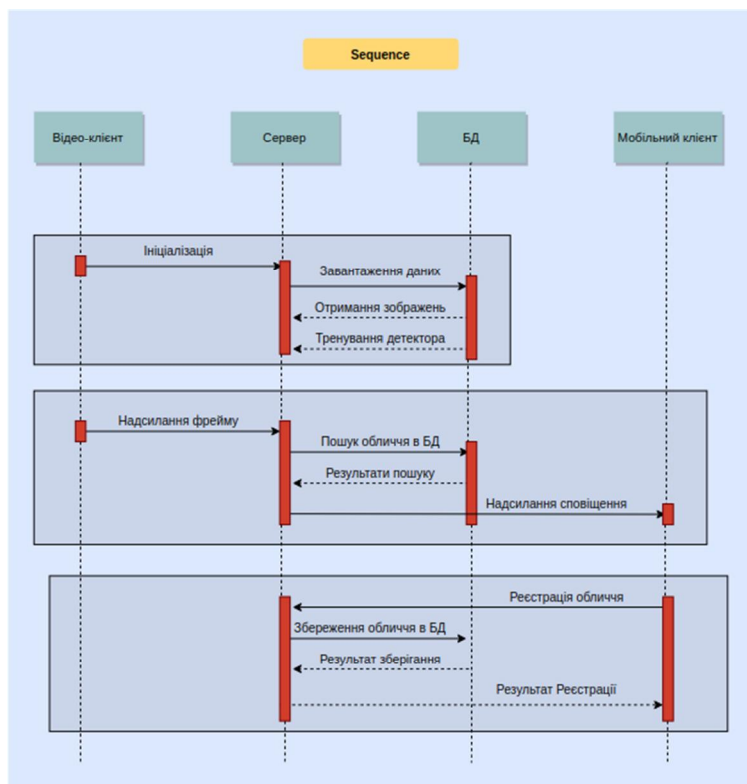 Sequence
Відео-клієнт
Сервер
БД
Мобільний клієнт
Ініціалізація
Завантаження даних
Отримання зображень
Тренування детектора
Надсилання фрейму
Пошук обличчя в БД
Результати пошуку
Надсилання сповіщення
Реєстрація обличчя
Збереження обличчя в БД
Результат зберігання
Результат Реєстрації